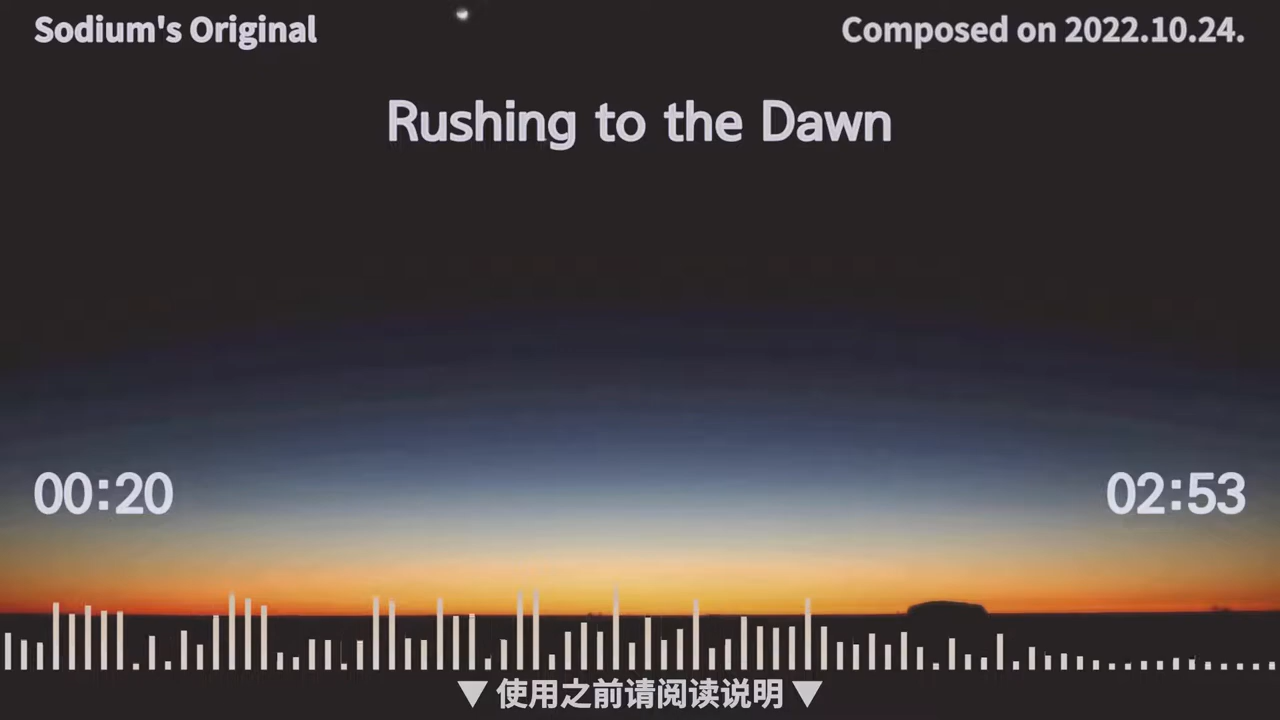 Sodium's Original
Composed on 2022.10.24.
Rushing to the Dawn
00:20
02:53
▼ 使用之前请阅读说明 ▼